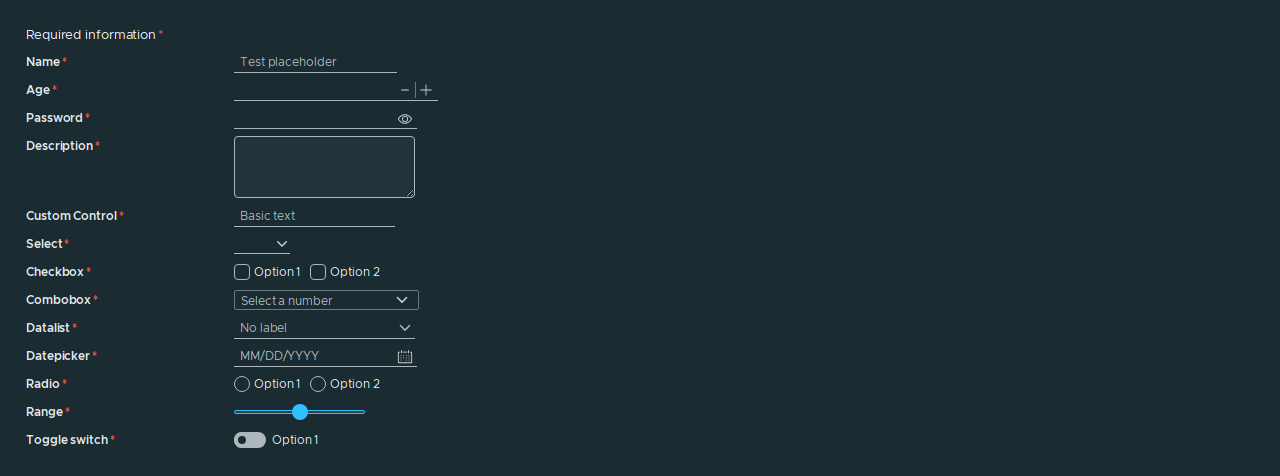 Required information *
Name * Test placeholder
Age *
Password *
Description *
Custom Control * Basic text
Select *
Checkbox * Option 1 Option 2
Combobox * Select a number
Datalist * No label
Datepicker * MM/DD/YYYY
Radio * Option 1 Option 2
Range *
Toggle switch * Option 1